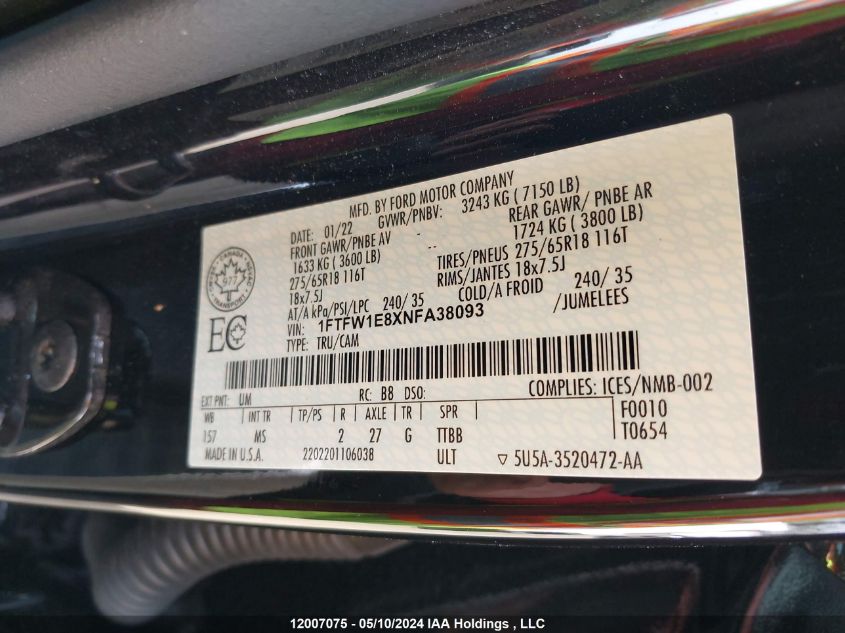 MFD. BY FORD MOTOR COMPANY
DATE: 01/22 GVWR/PNBV: 3243 KG ( 7150 LB)
FRONT GAWR/PNBE AV - REAR GAWR/ PNBE AR
1633 KG ( 3600 LB) -- 1724 KG ( 3800 LB)
275/65R18 116T TIRES/PNEUS 275/65R18 116T
18x7.5J RIMS/JANTES 18x7.5J
AT/A kPa/PSI/LPC 240/ 35 COLD/A FROID 240/ 35
VIN: 1FTFW1E8XNFA38093 /JUMELEES
TYPE: TRU/CAM
CANADA
TRANSPORT
977
EC
EXT PNT: UM RC: B8 DSO: COMPLIES: ICES/NMB-002
WB INT TR TP/PS R AXLE TR SPR F0010
157 MS 2 27 G TTBB T0654
MADE IN U.S.A. 2202201106038 ULT ▽ 5U5A-3520472-AA
12007075 - 05/10/2024 IAA Holdings , LLC